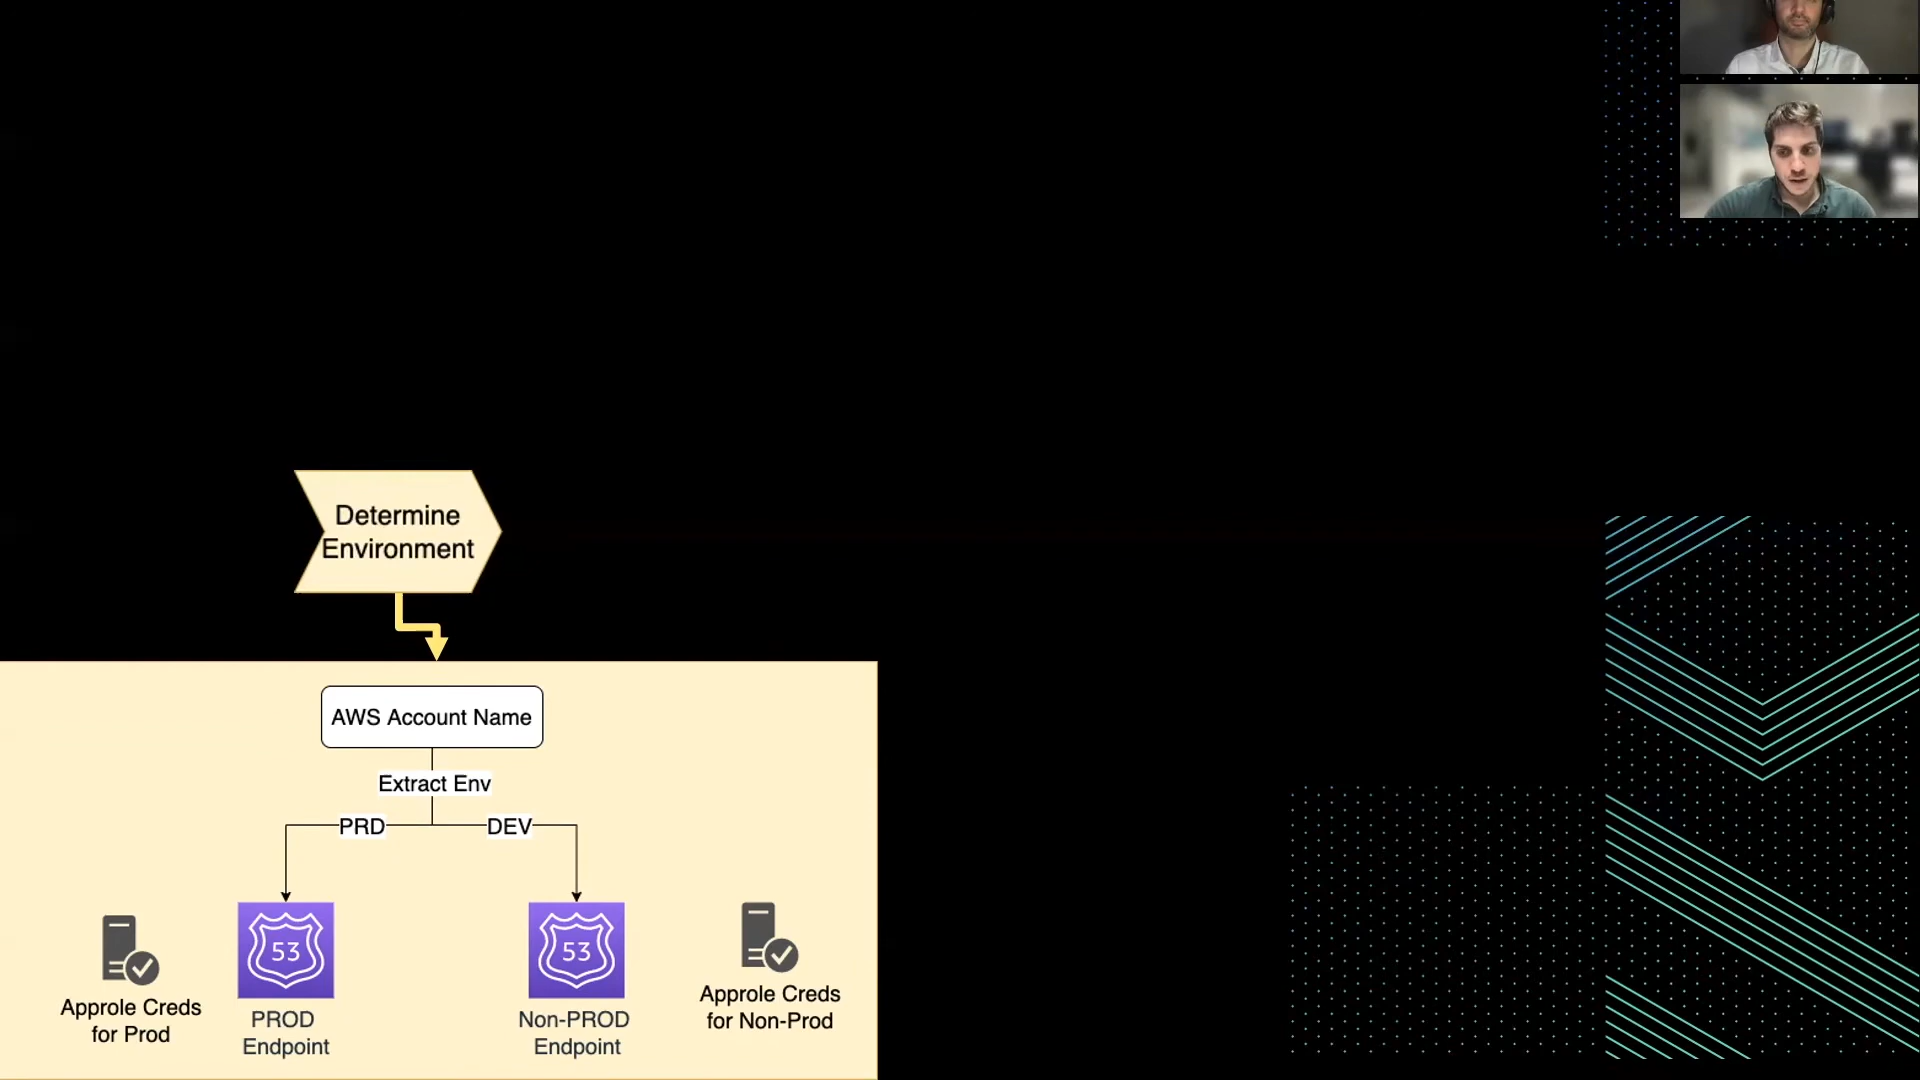 Determine
Environment
AWS Account Name
Extract Env
PRD
DEV
53
53
Approle Creds
for Prod
PROD
Endpoint
Non-PROD
Endpoint
Approle Creds
for Non-Prod